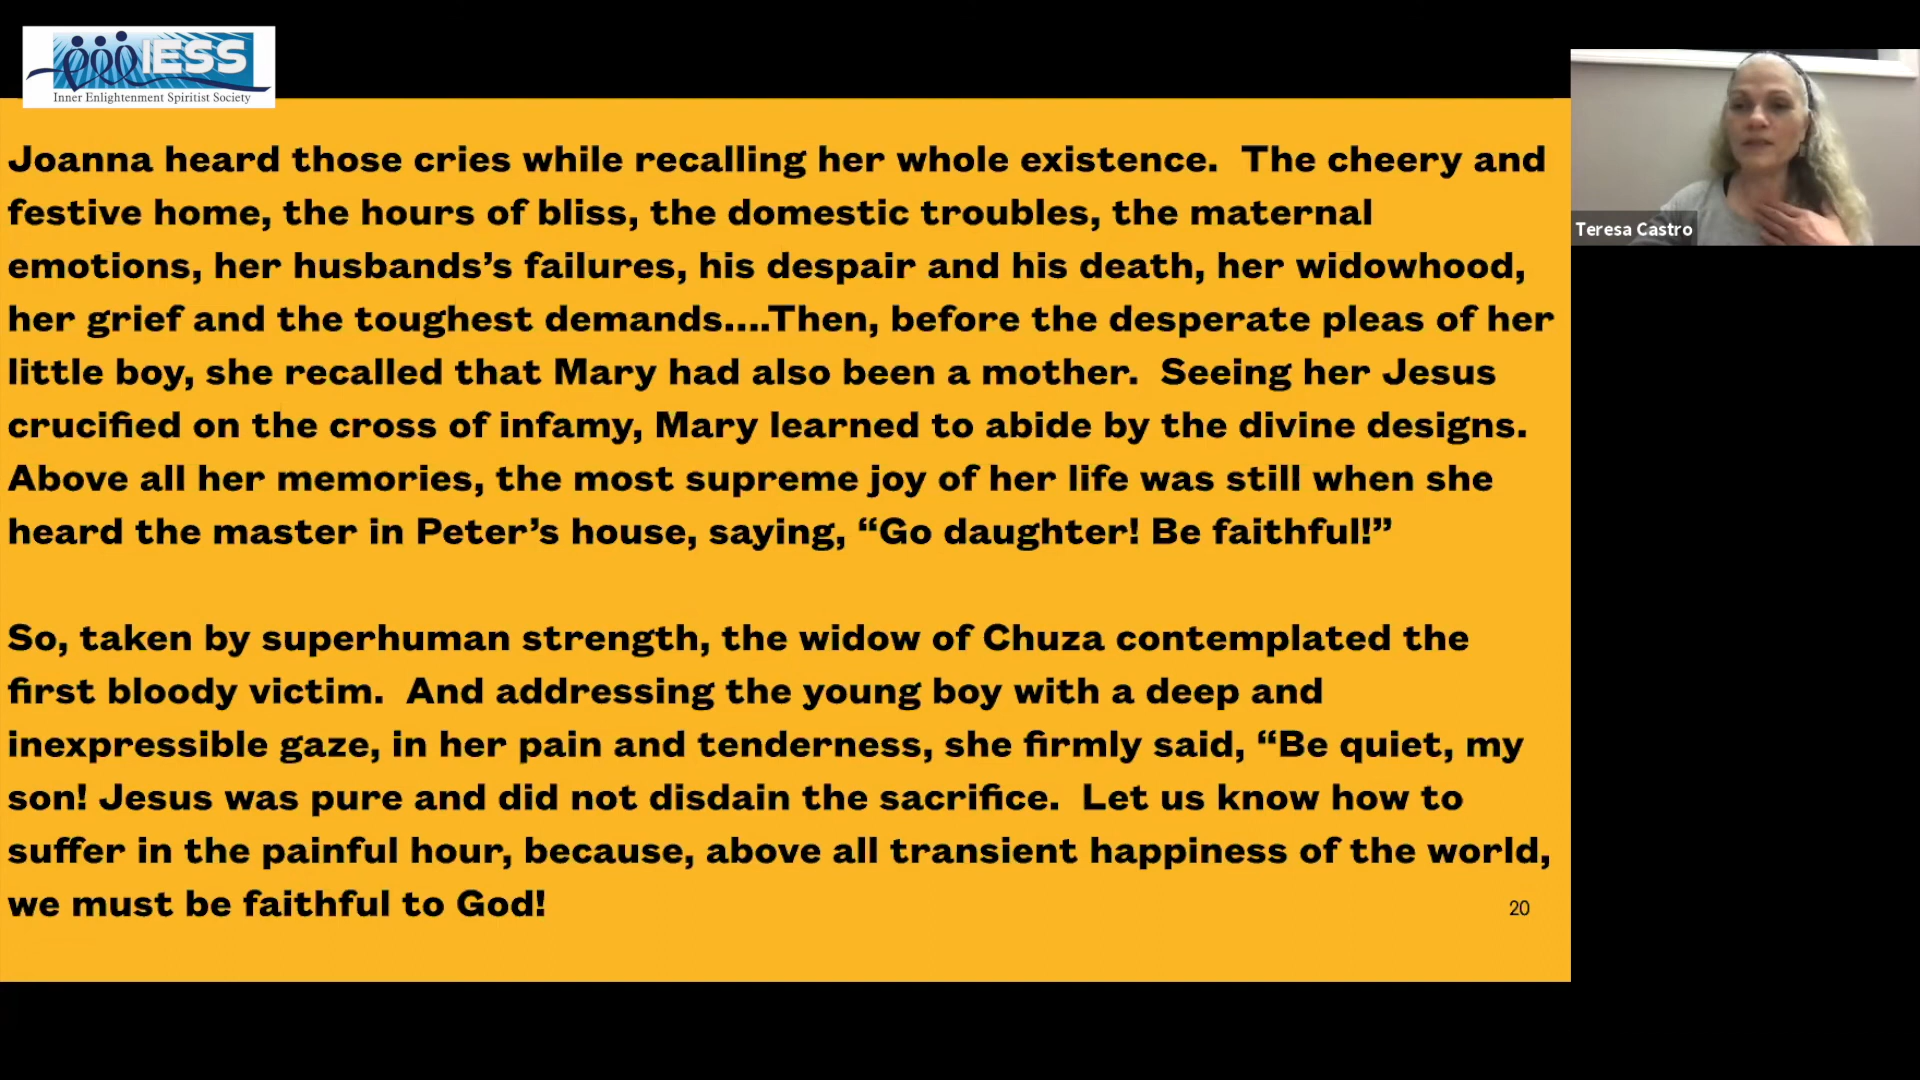 IESS
Inner Enlightenment Spiritist Society
Joanna heard those cries while recalling her whole existence.  The cheery and
festive home, the hours of bliss, the domestic troubles, the maternal
emotions, her husbands’s failures, his despair and his death, her widowhood,
her grief and the toughest demands....Then, before the desperate pleas of her
little boy, she recalled that Mary had also been a mother.  Seeing her Jesus
crucified on the cross of infamy, Mary learned to abide by the divine designs.
Above all her memories, the most supreme joy of her life was still when she
heard the master in Peter’s house, saying, “Go daughter! Be faithful!”
So, taken by superhuman strength, the widow of Chuza contemplated the
first bloody victim.  And addressing the young boy with a deep and
inexpressible gaze, in her pain and tenderness, she firmly said, “Be quiet, my
son! Jesus was pure and did not disdain the sacrifice.  Let us know how to
suffer in the painful hour, because, above all transient happiness of the world,
we must be faithful to God!
20
Teresa Castro